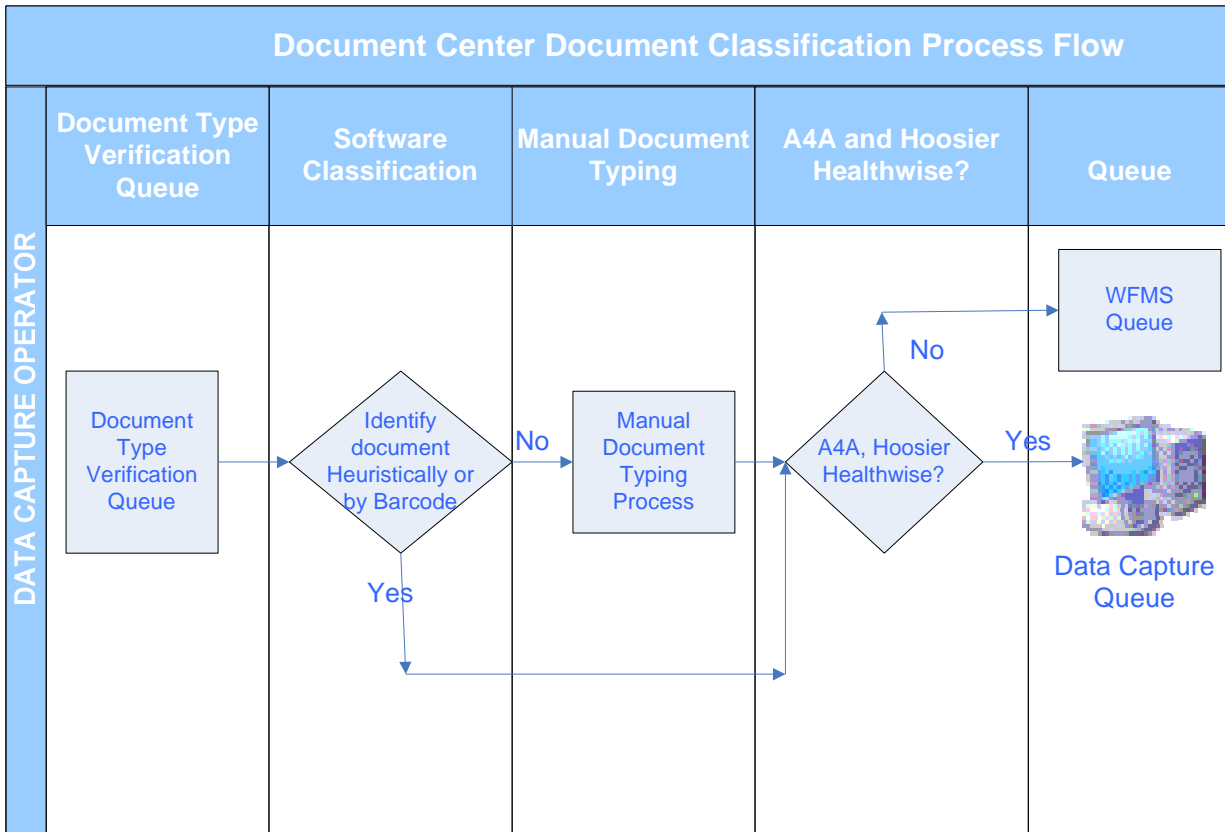 Document Center Document Classification Process Flow
DATA CAPTURE OPERATOR
Document Type
Verification
Queue
Software
Classification
Manual Document
Typing
A4A and Hoosier
Healthwise?
Queue
Document
Type
Verification
Queue
Identify
document
Heuristically or
by Barcode
No
Yes
Manual
Document
Typing
Process
A4A, Hoosier
Healthwise?
No
Yes
WFMS
Queue
Data Capture
Queue